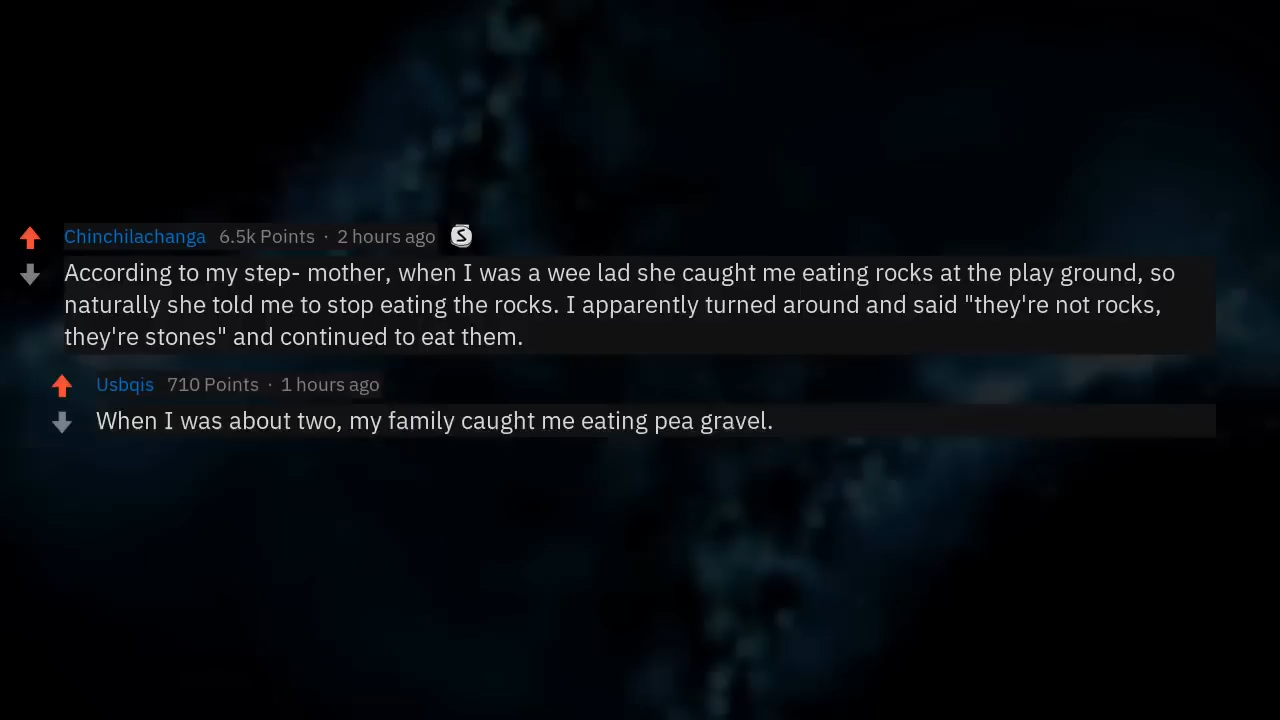 Chinchilachanga 6.5k Points · 2 hours ago S
According to my step- mother, when I was a wee lad she caught me eating rocks at the play ground, so
naturally she told me to stop eating the rocks. I apparently turned around and said "they're not rocks,
they're stones" and continued to eat them.
Usbqis 710 Points · 1 hours ago
When I was about two, my family caught me eating pea gravel.